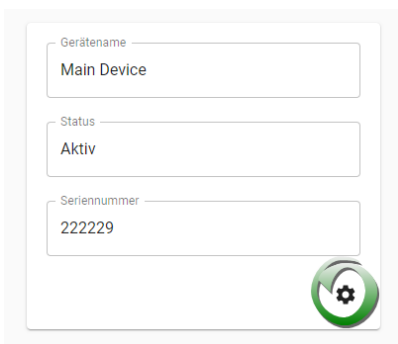 Gerätename
Main Device
Status
Aktiv
Seriennummer
222229